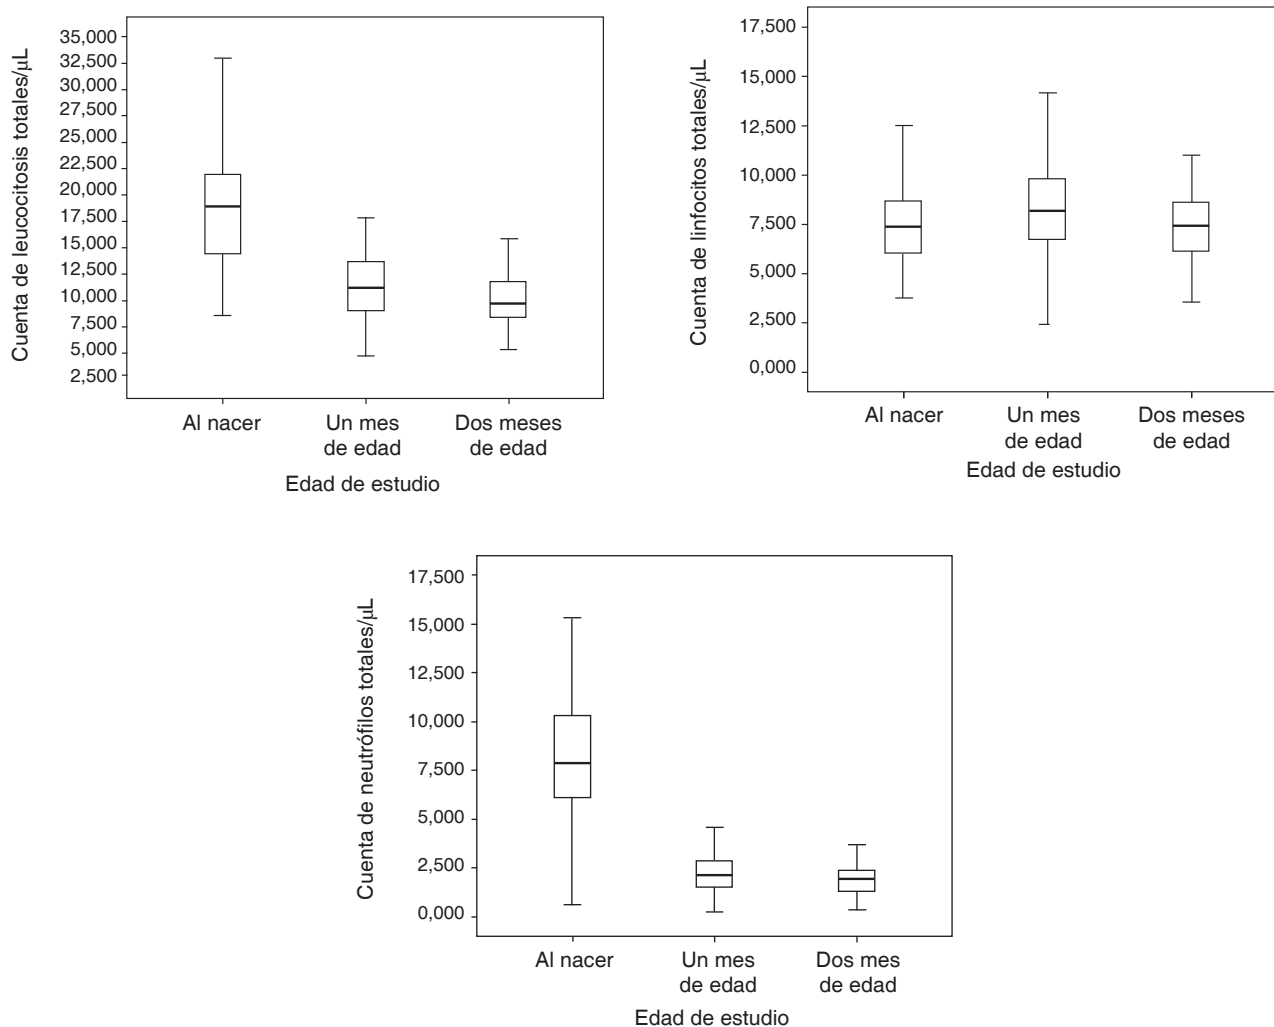 Cuenta de leucocitosis totales/µL
35,000
32,500
30,000
27,500
25,000
22,500
20,000
17,500
15,000
12,500
10,000
7,500
5,000
2,500
Al nacer
Un mes
de edad
Dos meses
de edad
Edad de estudio
Cuenta de linfocitos totales/µL
17,500
15,000
12,500
10,000
7,500
5,000
2,500
0,000
Al nacer
Un mes
de edad
Dos meses
de edad
Edad de estudio
Cuenta de neutrófilos totales/µL
17,500
15,000
12,500
10,000
7,500
5,000
2,500
0,000
Al nacer
Un mes
de edad
Dos mes
de edad
Edad de estudio